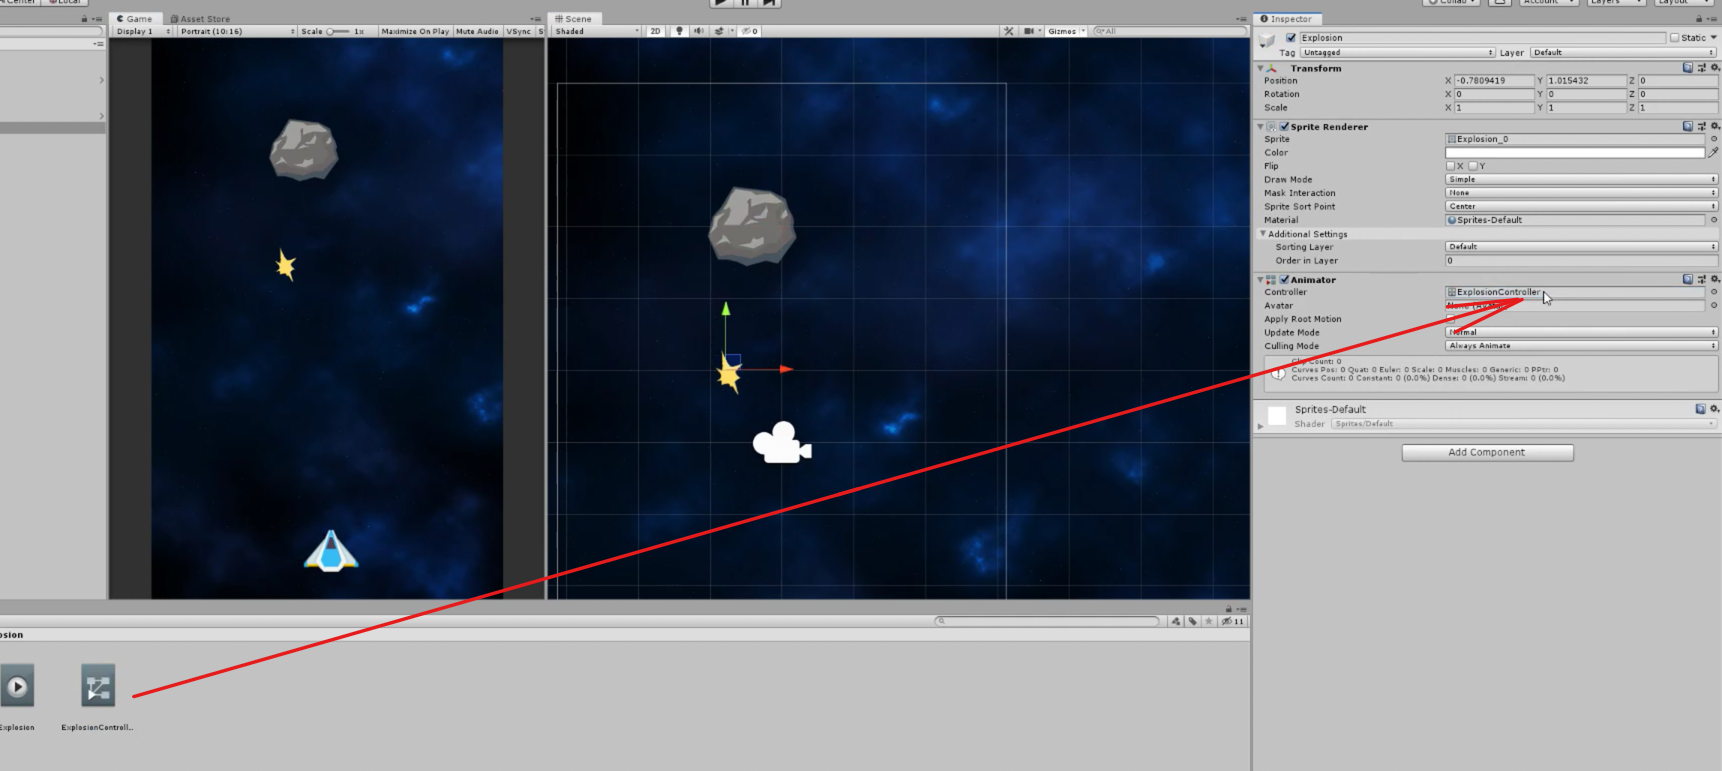 Center Local
Collab Account Layers Layout
Game Asset Store
Scene
Inspector
Display 1 Portrait (10:16) Scale 1x Maximize On Play Mute Audio VSync S
Shaded 2D 0 Gizmos All
Explosion Static
Tag Untagged Layer Default
Transform
Position X -0.7809419 Y 1.015432 Z 0
Rotation X 0 Y 0 Z 0
Scale X 1 Y 1 Z 1
Sprite Renderer
Sprite Explosion_0
Color
Flip X Y
Draw Mode Simple
Mask Interaction None
Sprite Sort Point Center
Material Sprites-Default
Additional Settings
Sorting Layer Default
Order in Layer 0
Animator
Controller ExplosionController
Avatar None (Avatar)
Apply Root Motion
Update Mode Normal
Culling Mode Always Animate
Clip Count: 0
Curves Pos: 0 Quat: 0 Euler: 0 Scale: 0 Muscles: 0 Generic: 0 PPtr: 0
Curves Count: 0 Constant: 0 (0.0%) Dense: 0 (0.0%) Stream: 0 (0.0%)
Sprites-Default
Shader Sprites/Default
Add Component
11
osion
Explosion ExplosionControll...